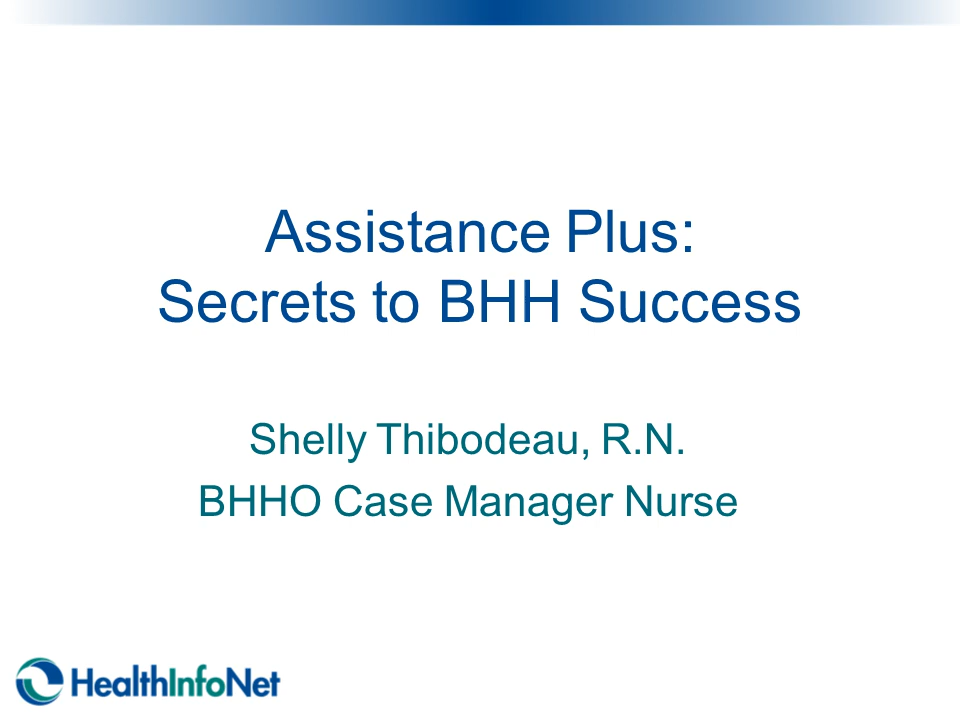 Assistance Plus:
Secrets to BHH Success
Shelly Thibodeau, R.N.
BHHO Case Manager Nurse
HealthInfoNet